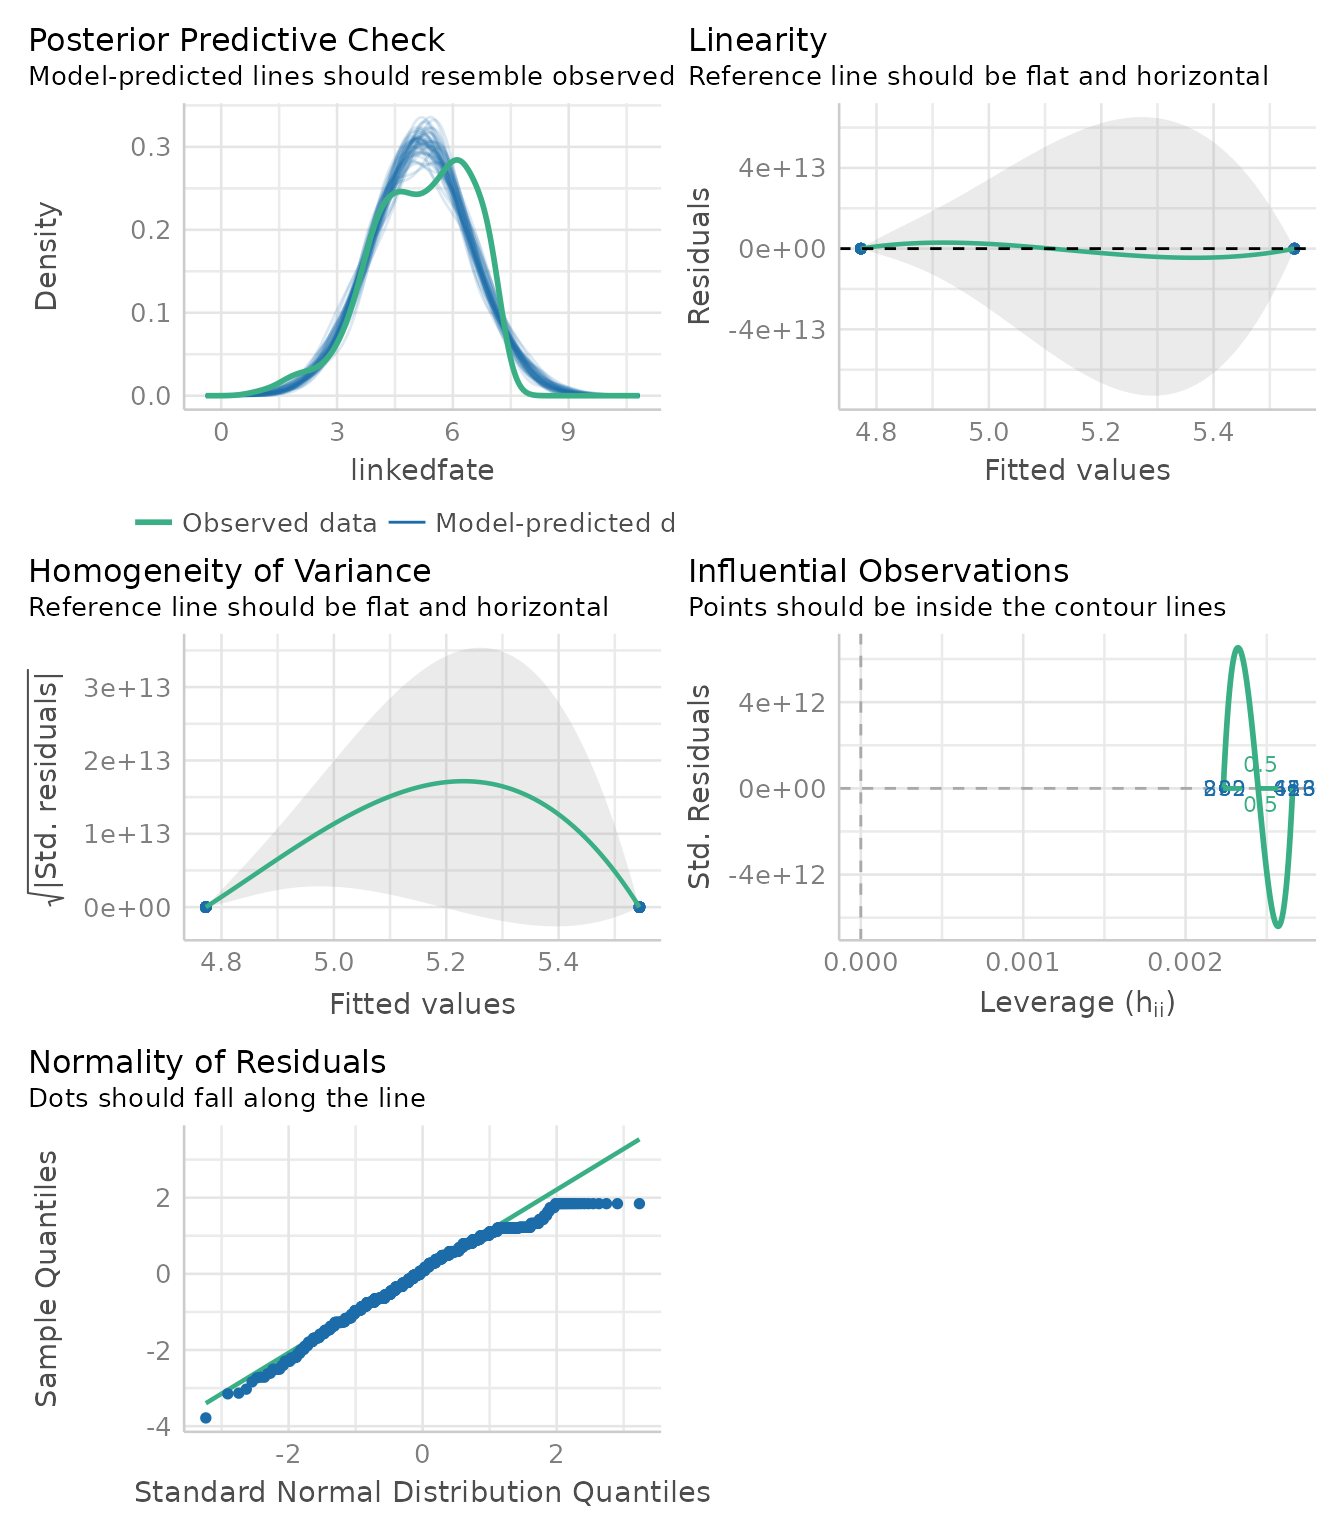 Posterior Predictive Check
Model-predicted lines should resemble observed
0.3
0.2
0.1
0.0
Density
0 3 6 9
linkedfate
Observed data Model-predicted d
Linearity
Reference line should be flat and horizontal
4e+13
0e+00
-4e+13
Residuals
4.8 5.0 5.2 5.4
Fitted values
Homogeneity of Variance
Reference line should be flat and horizontal
3e+13
2e+13
1e+13
0e+00
√|Std. residuals|
4.8 5.0 5.2 5.4
Fitted values
Influential Observations
Points should be inside the contour lines
4e+12
0e+00
-4e+12
Std. Residuals
0.5
0.5
0.000 0.001 0.002
Leverage (hii)
Normality of Residuals
Dots should fall along the line
2
0
-2
-4
Sample Quantiles
-2 0 2
Standard Normal Distribution Quantiles